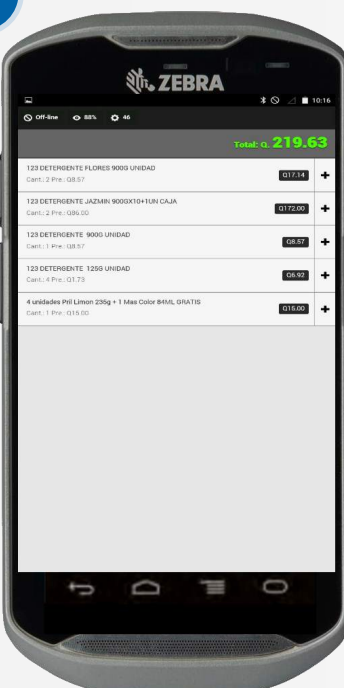 ZEBRA
10:16
Off-line 88% 46
Total: Q. 219.63
123 DETERGENTE FLORES 900G UNIDAD
Cant.: 2 Pre.: Q8.57
Q17.14
123 DETERGENTE JAZMIN 900GX10+1UN CAJA
Cant.: 2 Pre.: Q86.00
Q172.00
123 DETERGENTE 900G UNIDAD
Cant.: 1 Pre.: Q8.57
Q8.57
123 DETERGENTE 125G UNIDAD
Cant.: 4 Pre.: Q1.73
Q6.92
4 unidades Pril Limon 235g + 1 Mas Color 84ML GRATIS
Cant.: 1 Pre.: Q15.00
Q15.00